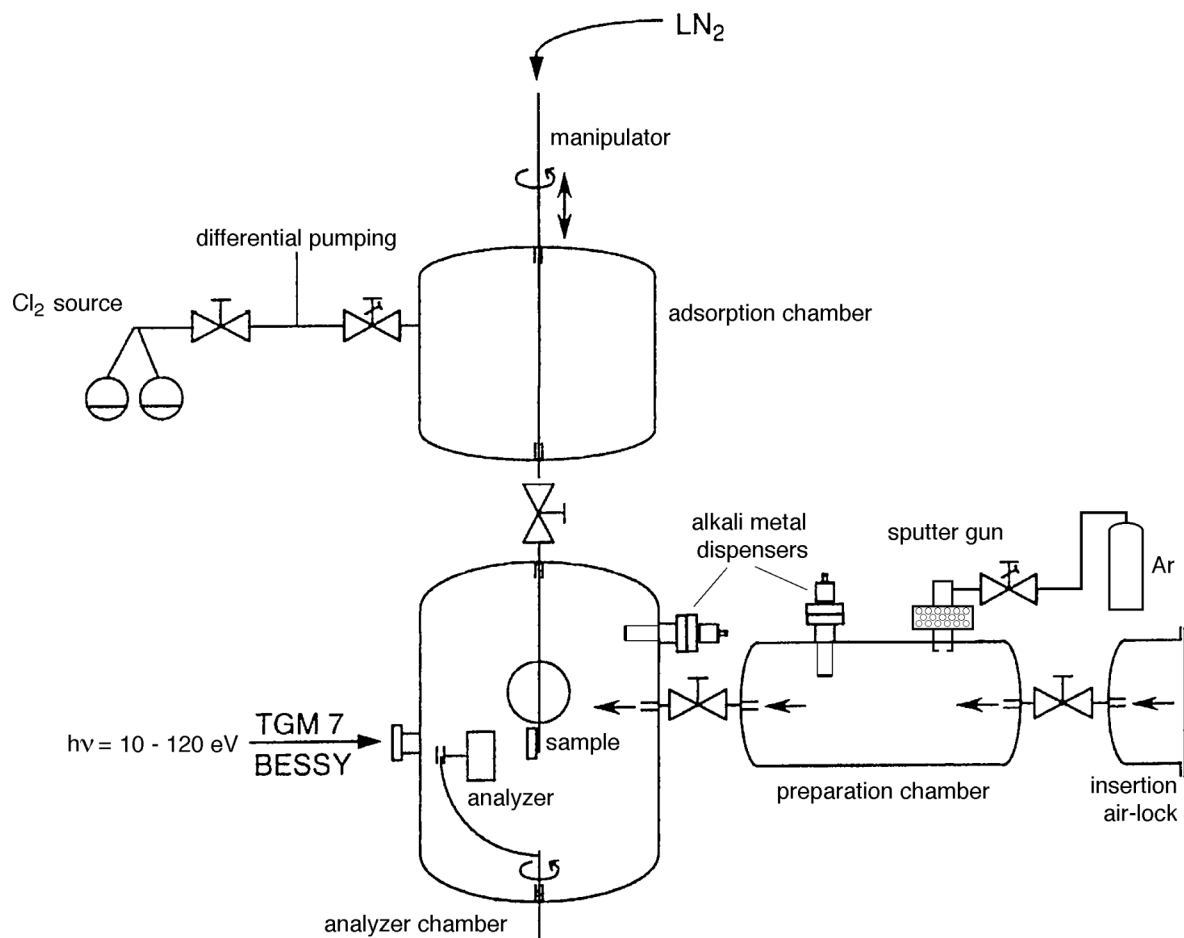 LN₂
manipulator
differential pumping
Cl₂ source
adsorption chamber
alkali metal
dispensers
sputter gun
Ar
hν = 10 - 120 eV
TGM 7
BESSY
sample
analyzer
preparation chamber
insertion
air-lock
analyzer chamber